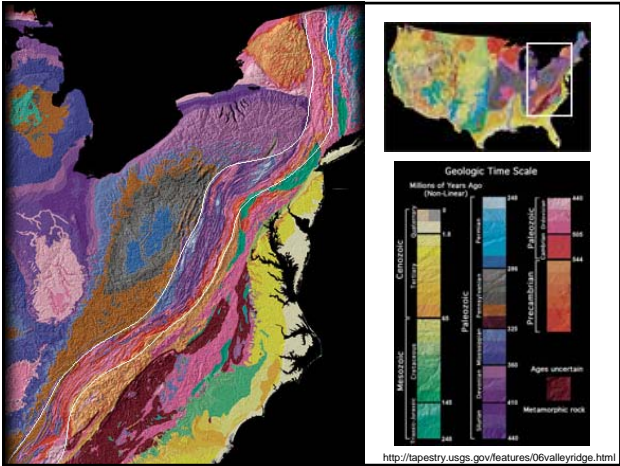 Geologic Time Scale
Millions of Years Ago
(Non-Linear)
Cenozoic
Quaternary
Tertiary
0
1.8
65
Mesozoic
Cretaceous
Triassic-Jurassic
145
248
Paleozoic
Permian
Pennsylvanian
Mississippian
Devonian
Silurian
248
286
325
360
410
440
Paleozoic
Ordovician
Cambrian
Precambrian
440
505
544
Ages uncertain
Metamorphic rock
http://tapestry.usgs.gov/features/06valleyridge.html